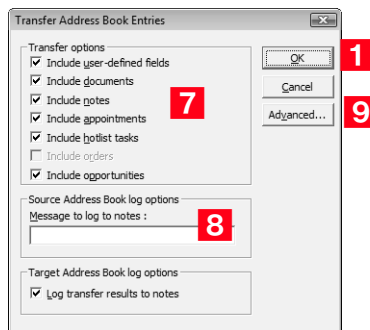 Transfer Address Book Entries
Transfer options
Include user-defined fields
Include documents
Include notes
Include appointments
Include hotlist tasks
Include orders
Include opportunities
7
OK
1
Cancel
Advanced...
9
Source Address Book log options
Message to log to notes :
8
Target Address Book log options
Log transfer results to notes